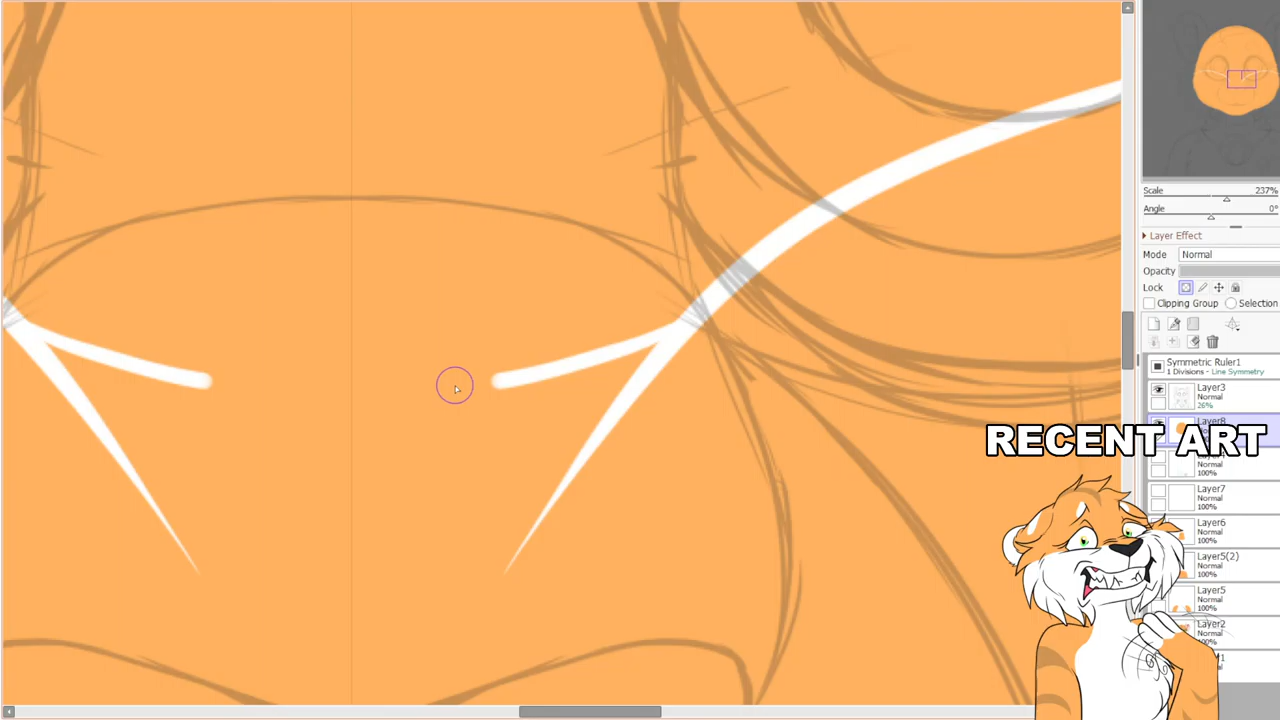 Scale 237%
Angle 0°
Layer Effect
Mode Normal
Opacity
Lock
Clipping Group Selection
Symmetric Ruler1
1 Divisions - Line Symmetry
Layer3
Normal
26%
Layer8
RECENT ART
Normal
100%
Layer7
Normal
100%
Layer6
Normal
100%
Layer5(2)
Normal
100%
Layer5
Normal
100%
Layer2
Normal
100%